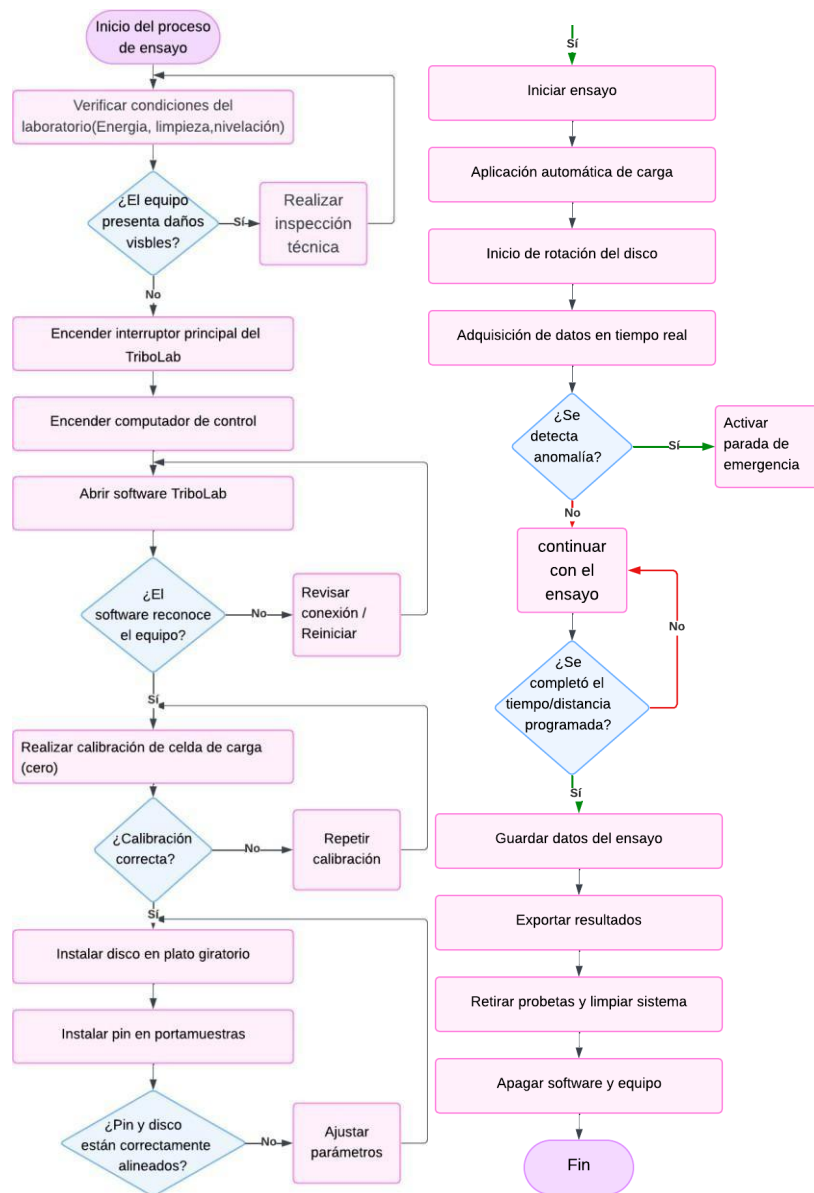 Inicio del proceso
de ensayo
Verificar condiciones del
laboratorio(Energia, limpieza,nivelación)
¿El equipo
presenta daños
visbles?
Sí
Realizar
inspección
técnica
No
Encender interruptor principal del
TriboLab
Encender computador de control
Abrir software TriboLab
¿El
software reconoce
el equipo?
No
Revisar
conexión /
Reiniciar
Sí
Realizar calibración de celda de carga
(cero)
¿Calibración
correcta?
No
Repetir
calibración
Sí
Instalar disco en plato giratorio
Instalar pin en portamuestras
¿Pin y disco
están correctamente
alineados?
No
Ajustar
parámetros
Sí
Iniciar ensayo
Aplicación automática de carga
Inicio de rotación del disco
Adquisición de datos en tiempo real
¿Se
detecta
anomalía?
Sí
Activar
parada de
emergencia
No
continuar
con el
ensayo
No
¿Se
completó el
tiempo/distancia
programada?
Sí
Guardar datos del ensayo
Exportar resultados
Retirar probetas y limpiar sistema
Apagar software y equipo
Fin